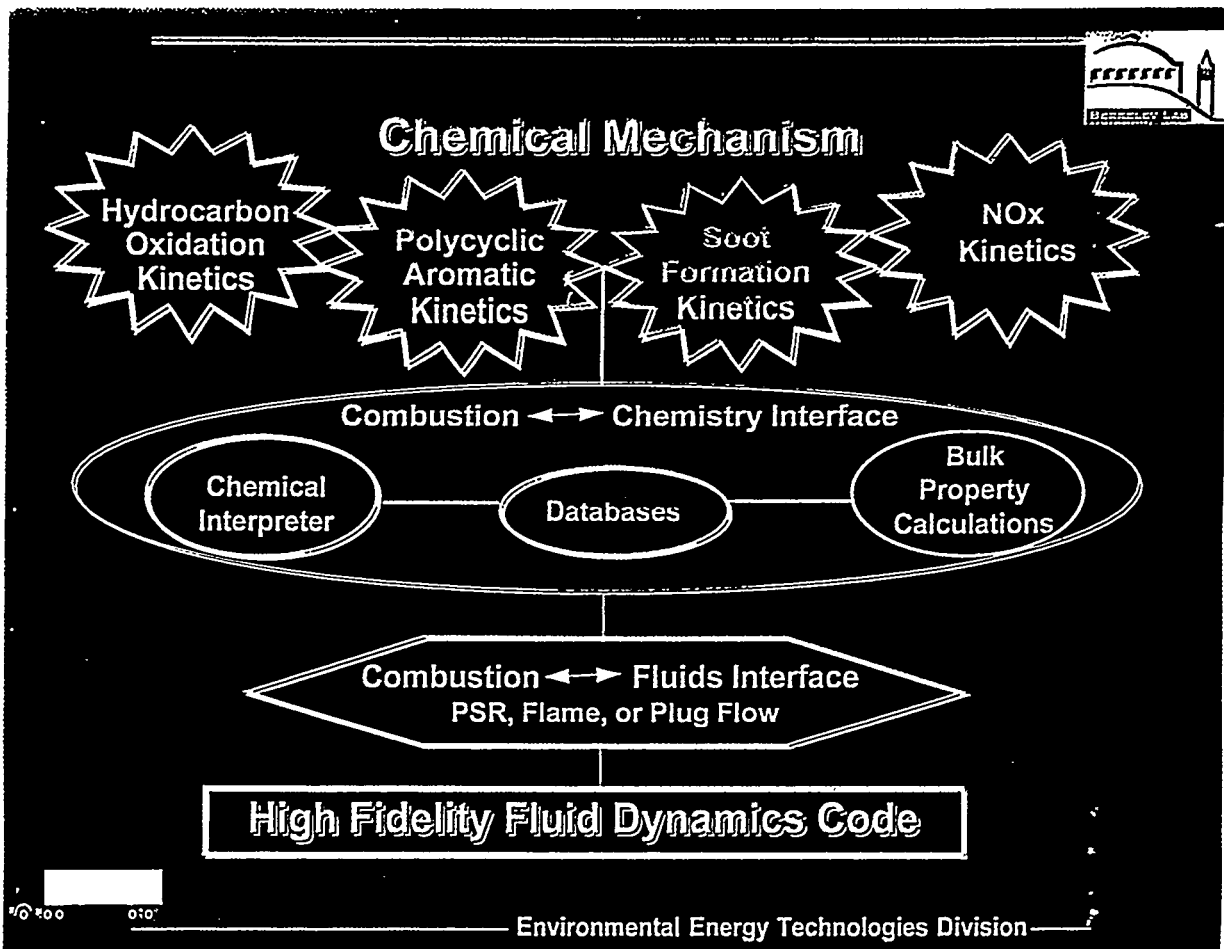 BERKELEY LAB
Chemical Mechanism
Hydrocarbon
Oxidation
Kinetics
Polycyclic
Aromatic
Kinetics
Soot
Formation
Kinetics
NOx
Kinetics
Combustion ↔ Chemistry Interface
Chemical
Interpreter
Databases
Bulk
Property
Calculations
Combustion ↔ Fluids Interface
PSR, Flame, or Plug Flow
High Fidelity Fluid Dynamics Code
Environmental Energy Technologies Division